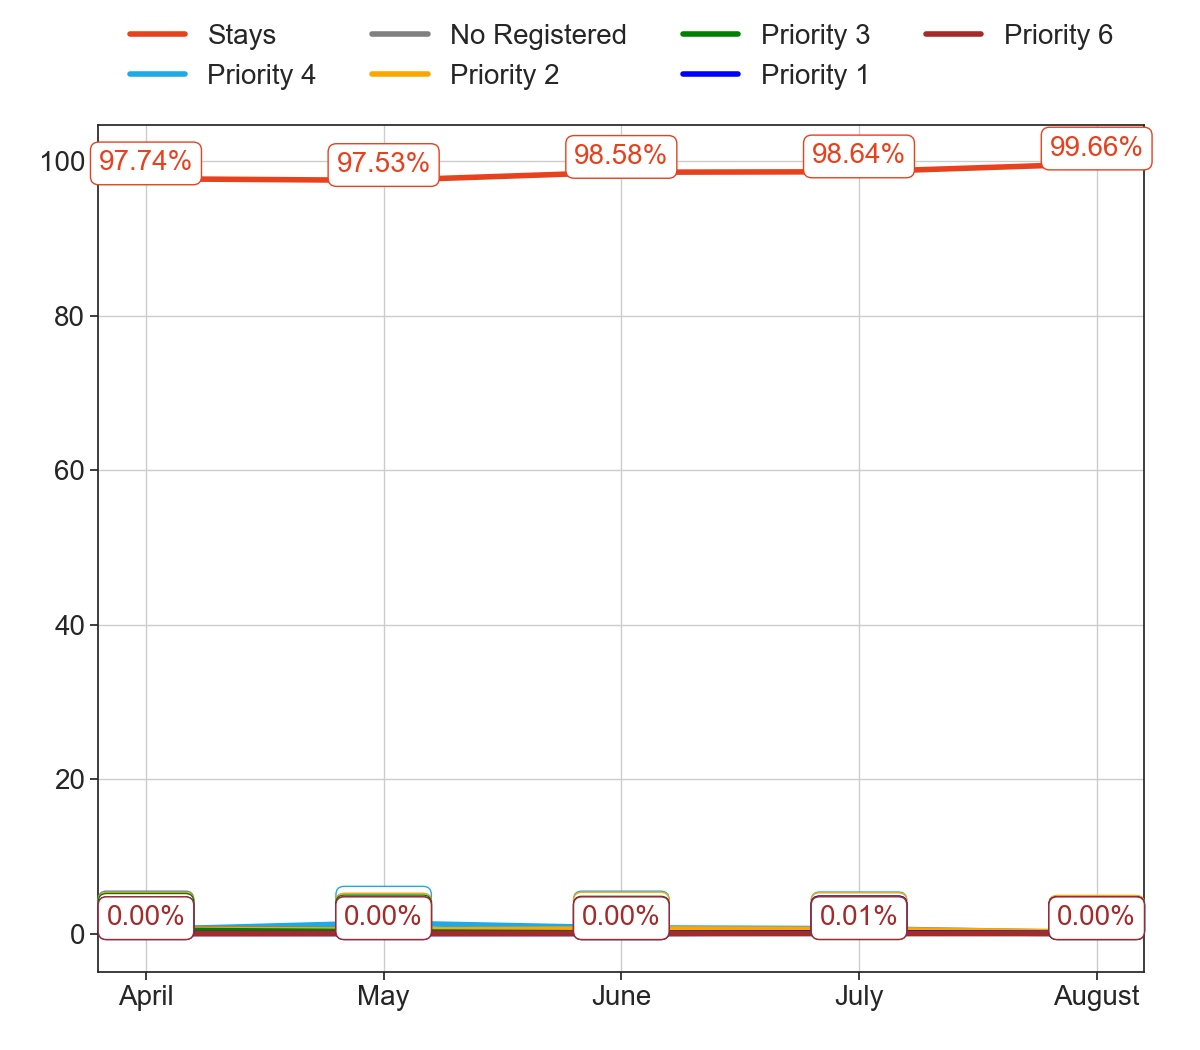 Stays No Registered Priority 3 Priority 6
Priority 4 Priority 2 Priority 1
100
97.74% 97.53% 98.58% 98.64% 99.66%
80
60
40
20
0
0.00% 0.00% 0.00% 0.01% 0.00%
April May June July August